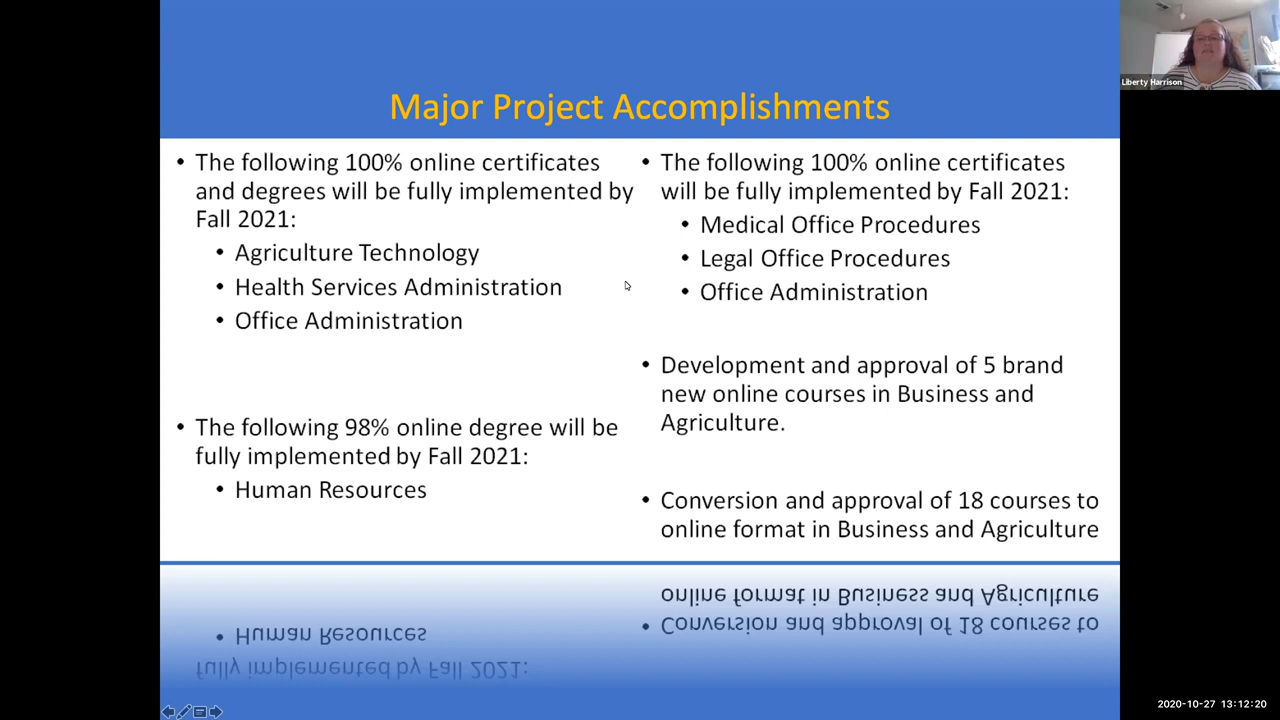 Major Project Accomplishments
• The following 100% online certificates
and degrees will be fully implemented by
Fall 2021:
• Agriculture Technology
• Health Services Administration
• Office Administration
• The following 98% online degree will be
fully implemented by Fall 2021:
• Human Resources
• The following 100% online certificates
will be fully implemented by Fall 2021:
• Medical Office Procedures
• Legal Office Procedures
• Office Administration
• Development and approval of 5 brand
new online courses in Business and
Agriculture.
• Conversion and approval of 18 courses to
online format in Business and Agriculture
Liberty Harrison
2020-10-27 13:12:20